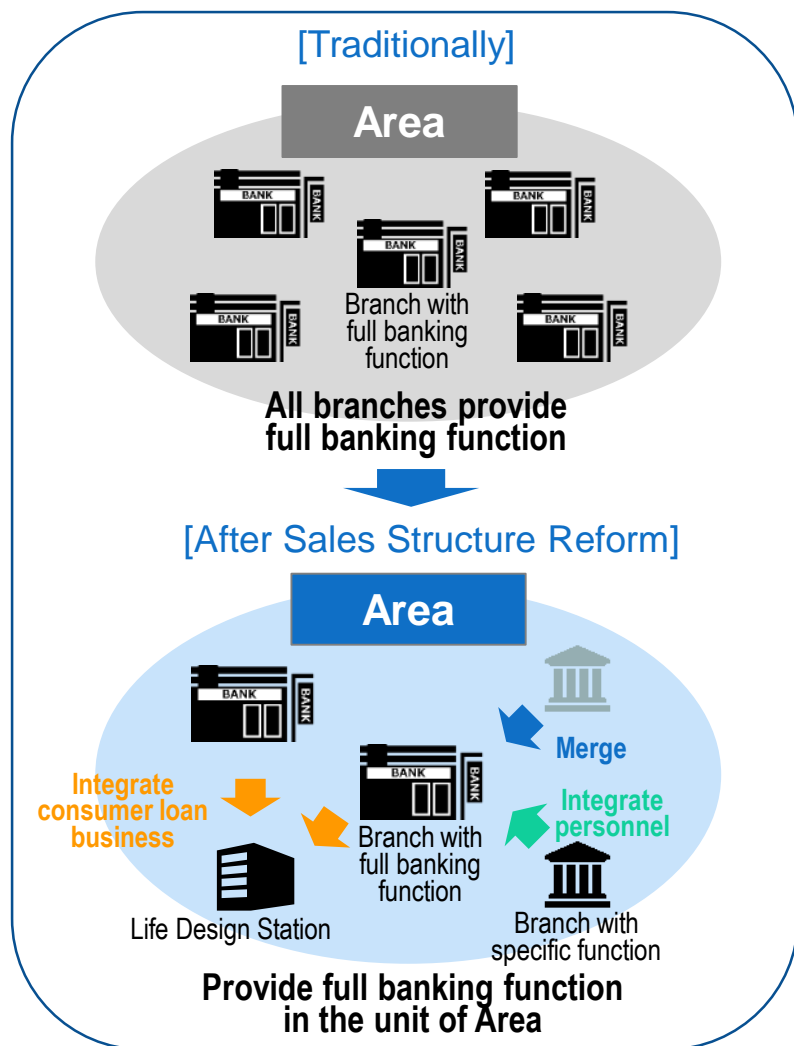 [Traditionally]
Area
BANK
BANK
BANK
BANK
BANK
BANK
Branch with
full banking
function
BANK
BANK
BANK
BANK
All branches provide
full banking function
[After Sales Structure Reform]
Area
BANK
BANK
Merge
BANK
BANK
Integrate
consumer loan
business
Integrate
personnel
Branch with
full banking
function
Life Design Station
Branch with
specific function
Provide full banking function
in the unit of Area